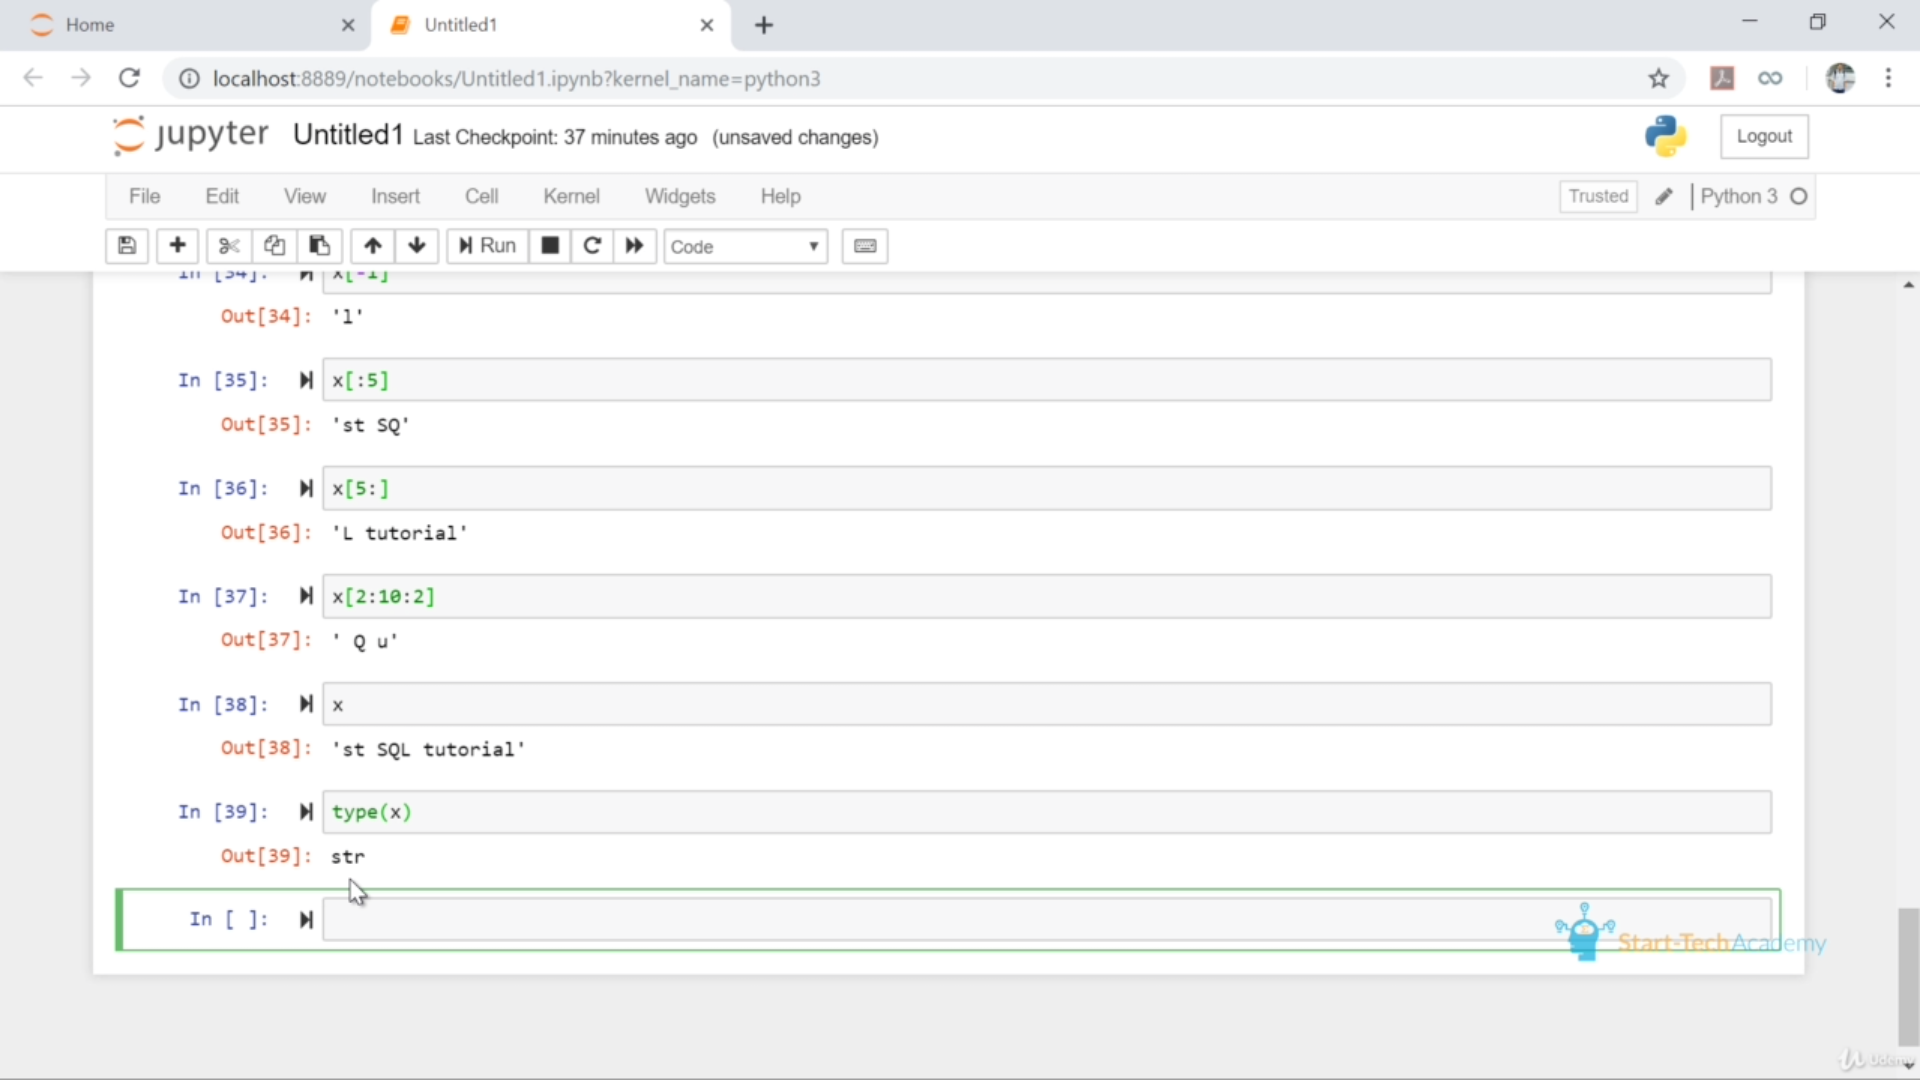 Home
Untitled1
localhost:8889/notebooks/Untitled1.ipynb?kernel_name=python3
jupyter Untitled1 Last Checkpoint: 37 minutes ago (unsaved changes)
Logout
File Edit View Insert Cell Kernel Widgets Help
Trusted Python 3
Run Code
In [34]: x[-1]
Out[34]: 'l'
In [35]: x[:5]
Out[35]: 'st SQ'
In [36]: x[5:]
Out[36]: 'L tutorial'
In [37]: x[2:10:2]
Out[37]: ' Q u'
In [38]: x
Out[38]: 'st SQL tutorial'
In [39]: type(x)
Out[39]: str
In [ ]:
Start-Tech Academy
Udemy